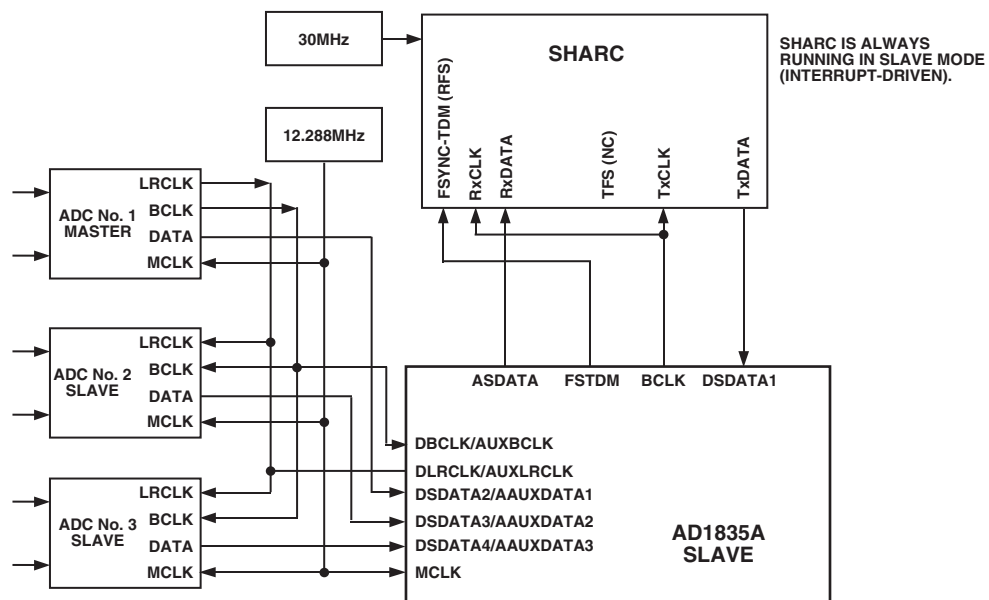 30MHz
SHARC
SHARC IS ALWAYS
RUNNING IN SLAVE MODE
(INTERRUPT-DRIVEN).
12.288MHz
FSYNC-TDM (RFS)
RxCLK
RxDATA
TFS (NC)
TxCLK
TxDATA
ADC No. 1
MASTER
LRCLK
BCLK
DATA
MCLK
ADC No. 2
SLAVE
LRCLK
BCLK
DATA
MCLK
ADC No. 3
SLAVE
LRCLK
BCLK
DATA
MCLK
ASDATA
FSTDM
BCLK
DSDATA1
DBCLK/AUXBCLK
DLRCLK/AUXLRCLK
DSDATA2/AAUXDATA1
DSDATA3/AAUXDATA2
DSDATA4/AAUXDATA3
MCLK
AD1835A
SLAVE